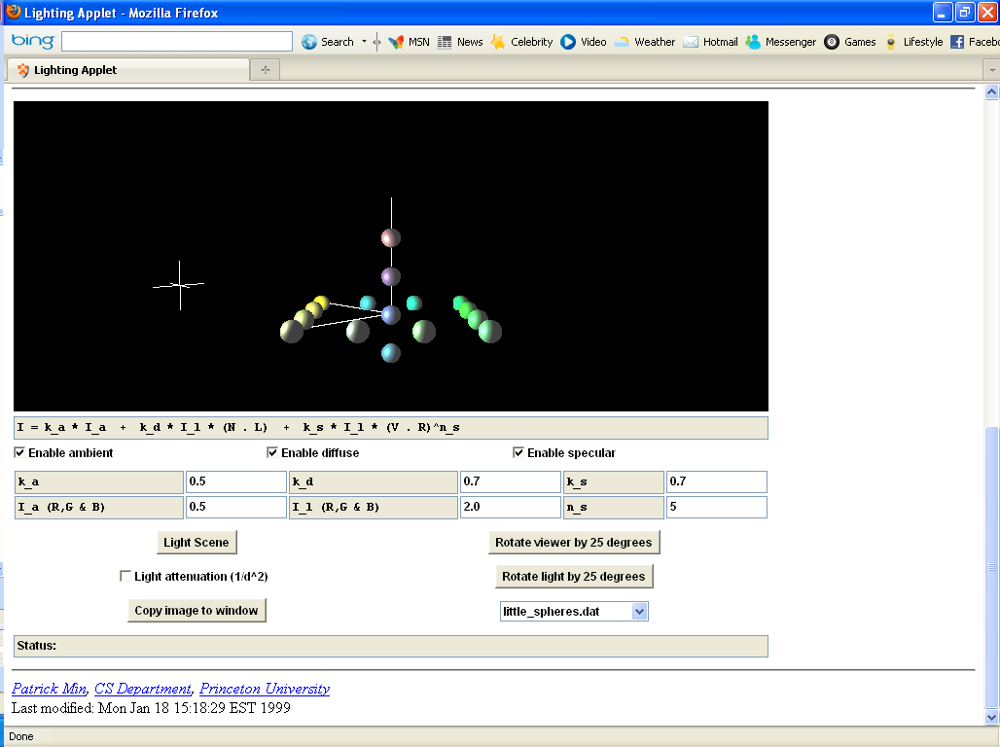 Lighting Applet - Mozilla Firefox
bing Search MSN News Celebrity Video Weather Hotmail Messenger Games Lifestyle Facebo
Lighting Applet
I = k_a * I_a + k_d * I_l * (N . L) + k_s * I_l * (V . R)^n_s
Enable ambient Enable diffuse Enable specular
k_a 0.5 k_d 0.7 k_s 0.7
I_a (R,G & B) 0.5 I_l (R,G & B) 2.0 n_s 5
Light Scene Rotate viewer by 25 degrees
Light attenuation (1/d^2) Rotate light by 25 degrees
Copy image to window little_spheres.dat
Status:
Patrick Min, CS Department, Princeton University
Last modified: Mon Jan 18 15:18:29 EST 1999
Done